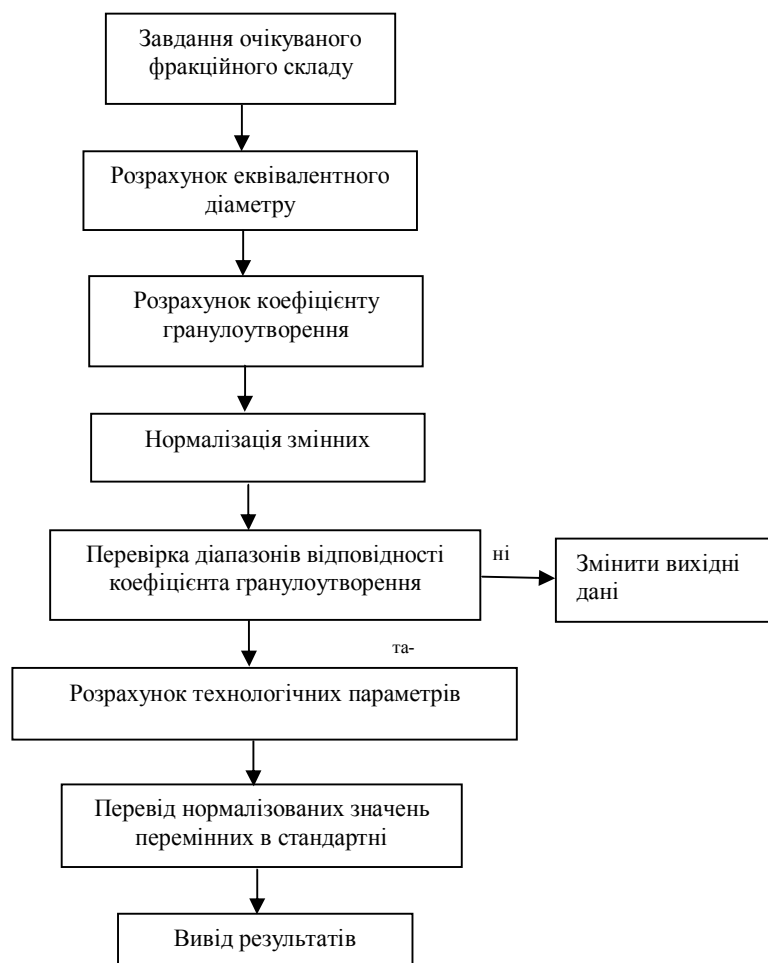 Завдання очікуваного
фракційного складу
Розрахунок еквівалентного
діаметру
Розрахунок коефіцієнту
гранулоутворення
Нормалізація змінних
Перевірка діапазонів відповідності
коефіцієнта гранулоутворення
ні
Змінити вихідні
дані
та-
Розрахунок технологічних параметрів
Перевід нормалізованих значень
перемінних в стандартні
Вивід результатів